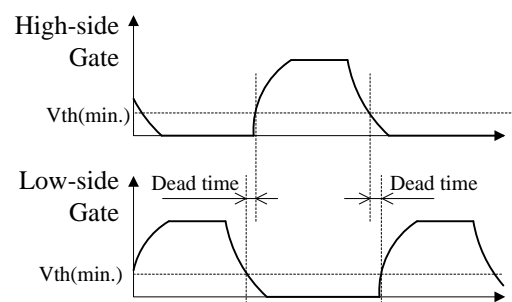 High-side
Gate
Vth(min.)
Low-side
Gate
Dead time
Dead time
Vth(min.)